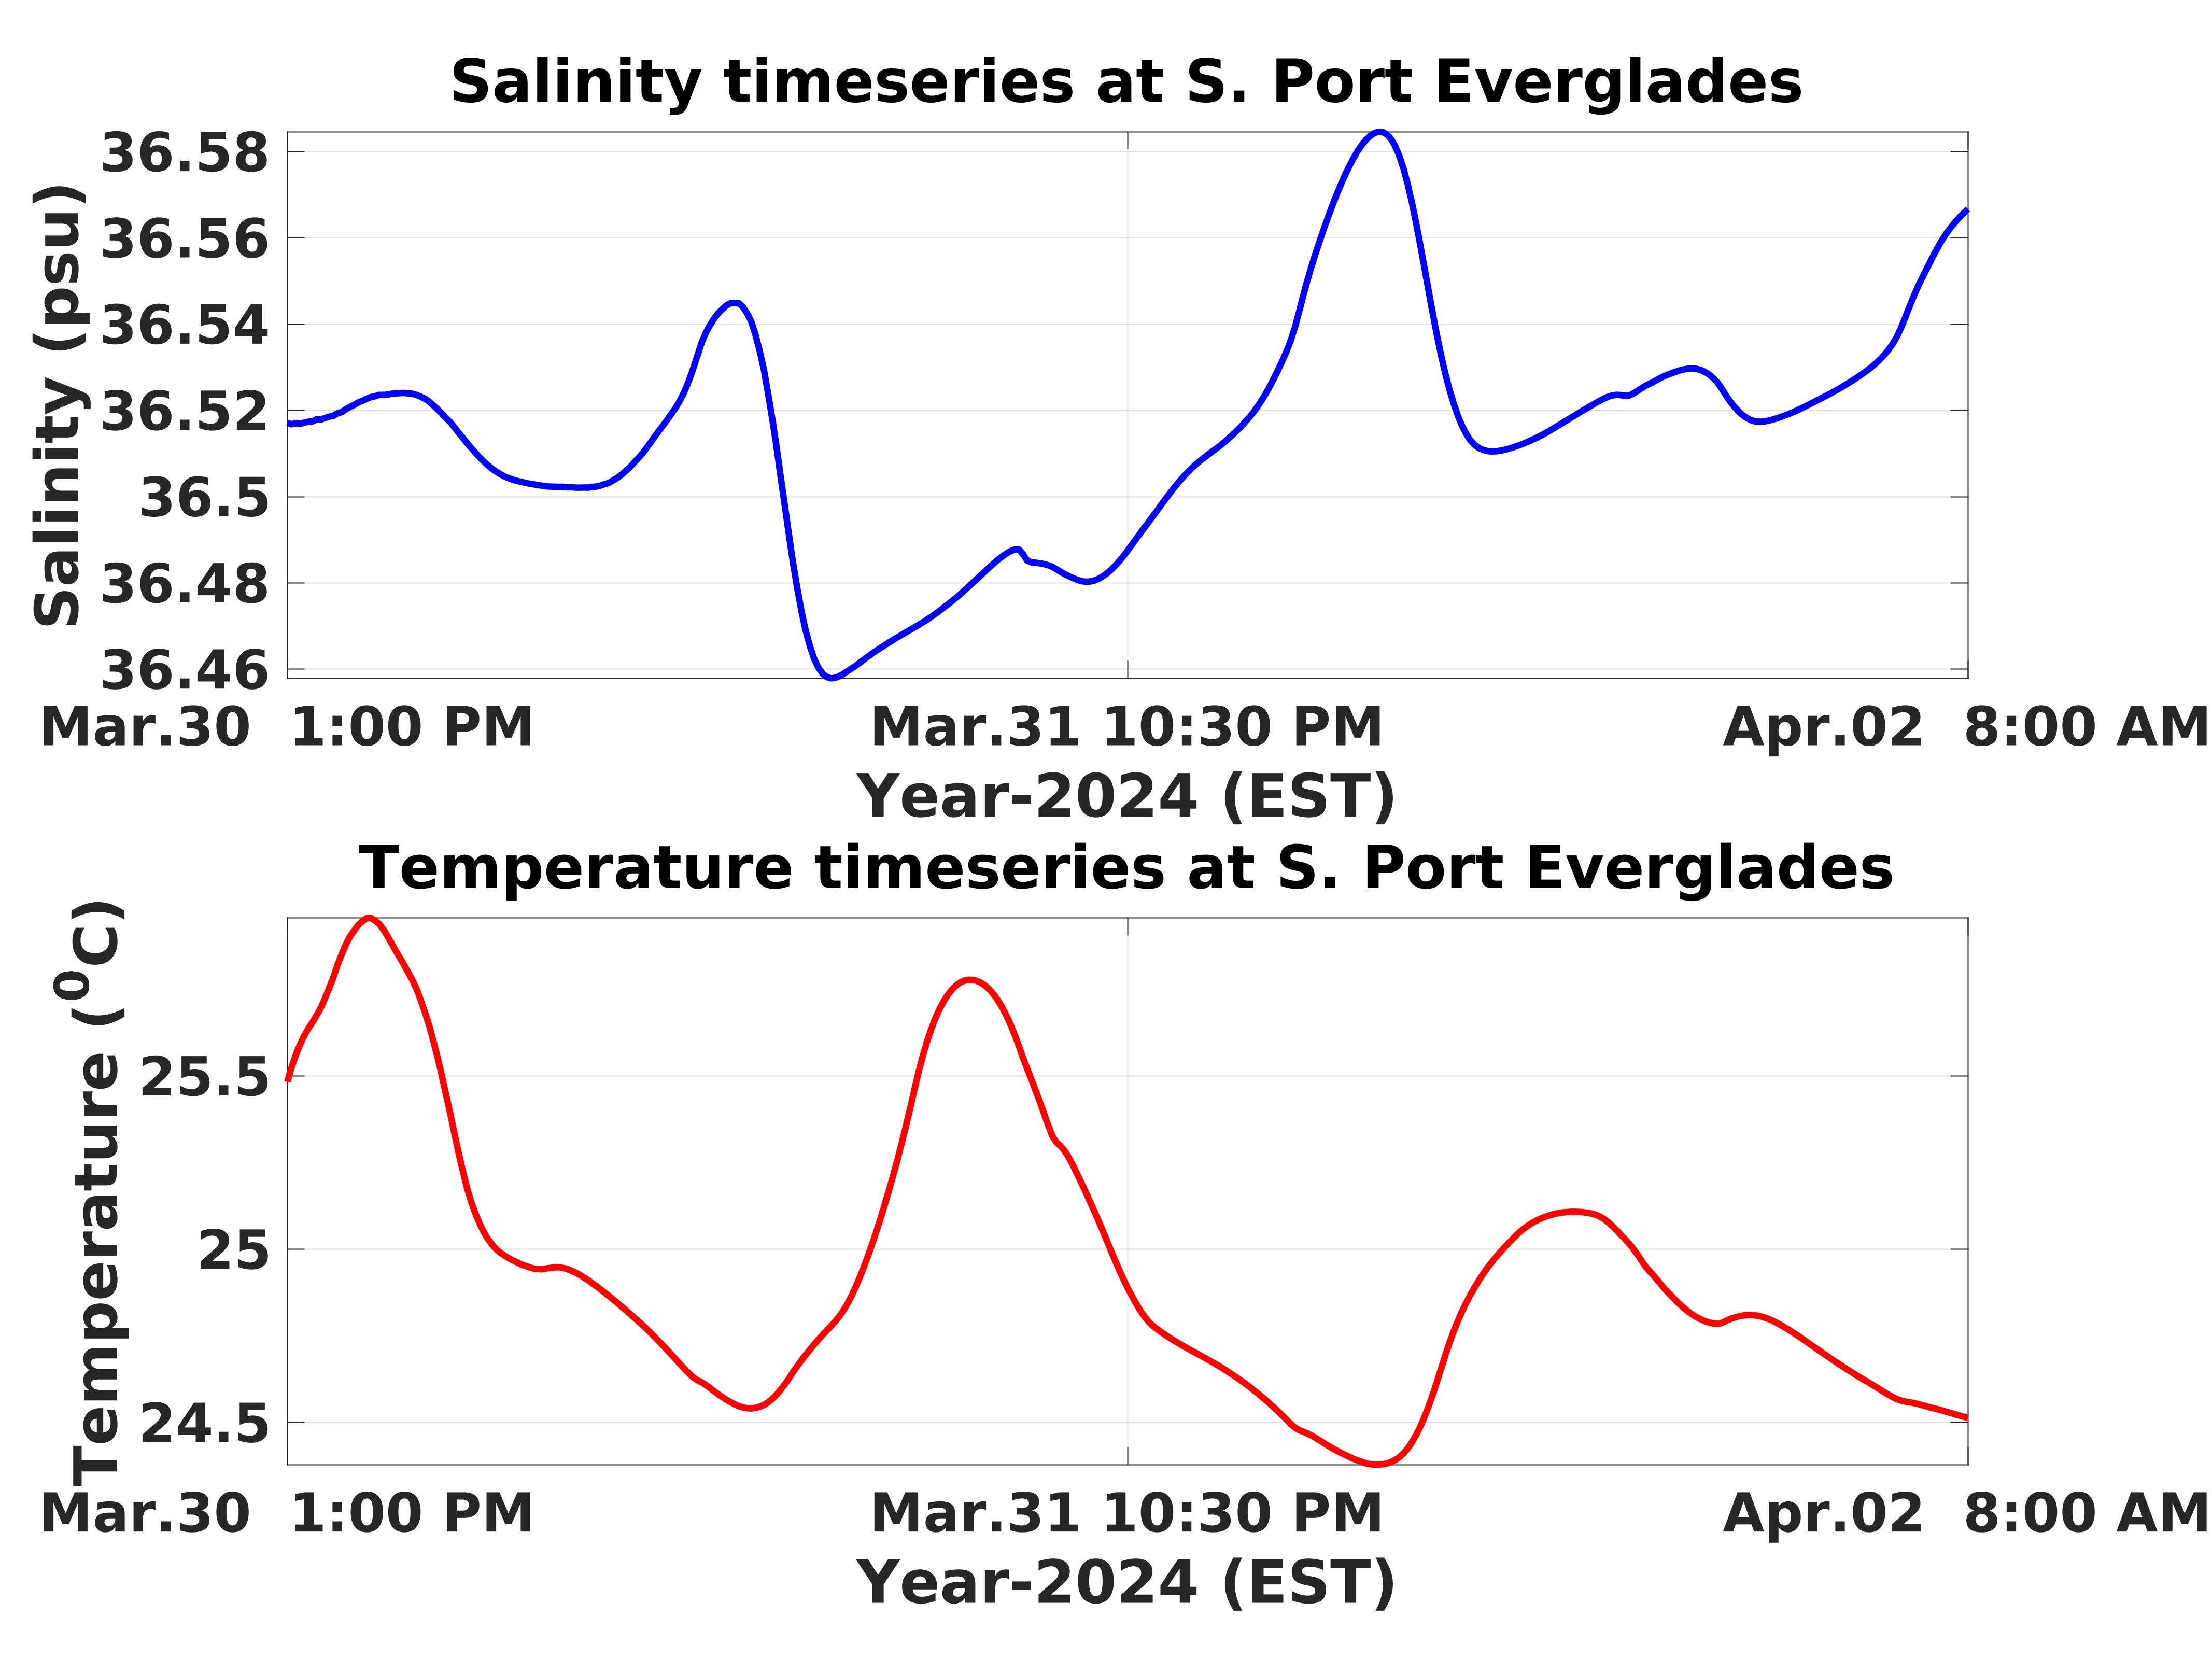 Salinity timeseries at S. Port Everglades
Salinity (psu)
36.58
36.56
36.54
36.52
36.5
36.48
36.46
Mar.30  1:00 PM
Mar.31 10:30 PM
Apr.02  8:00 AM
Year-2024 (EST)
Temperature timeseries at S. Port Everglades
Temperature (⁰C)
25.5
25
24.5
Mar.30  1:00 PM
Mar.31 10:30 PM
Apr.02  8:00 AM
Year-2024 (EST)